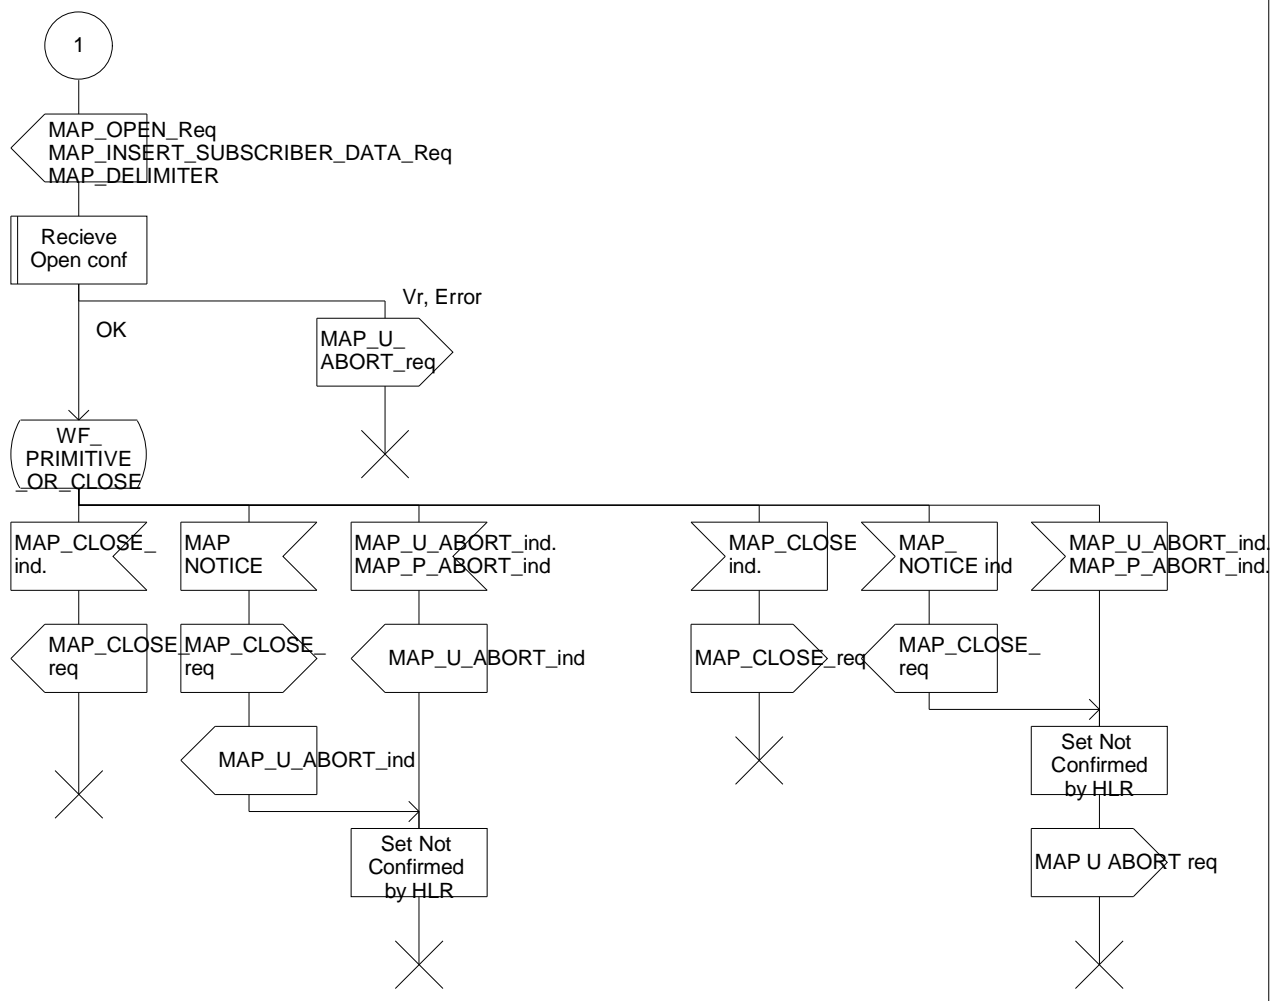 1
MAP_OPEN_Req
MAP_INSERT_SUBSCRIBER_DATA_Req
MAP_DELIMITER
Recieve
Open conf
Vr, Error
OK
MAP_U_
ABORT_req
WF_
PRIMITIVE
_OR_CLOSE
MAP_CLOSE_
ind.
MAP
NOTICE
MAP_U_ABORT_ind.
MAP_P_ABORT_ind
MAP_CLOSE
ind.
MAP_
NOTICE ind
MAP_U_ABORT_ind.
MAP_P_ABORT_ind.
MAP_CLOSE_
req
MAP_CLOSE_
req
MAP_U_ABORT_ind
MAP_CLOSE_req
MAP_CLOSE_
req
MAP_U_ABORT_ind
Set Not
Confirmed
by HLR
Set Not
Confirmed
by HLR
MAP U ABORT req